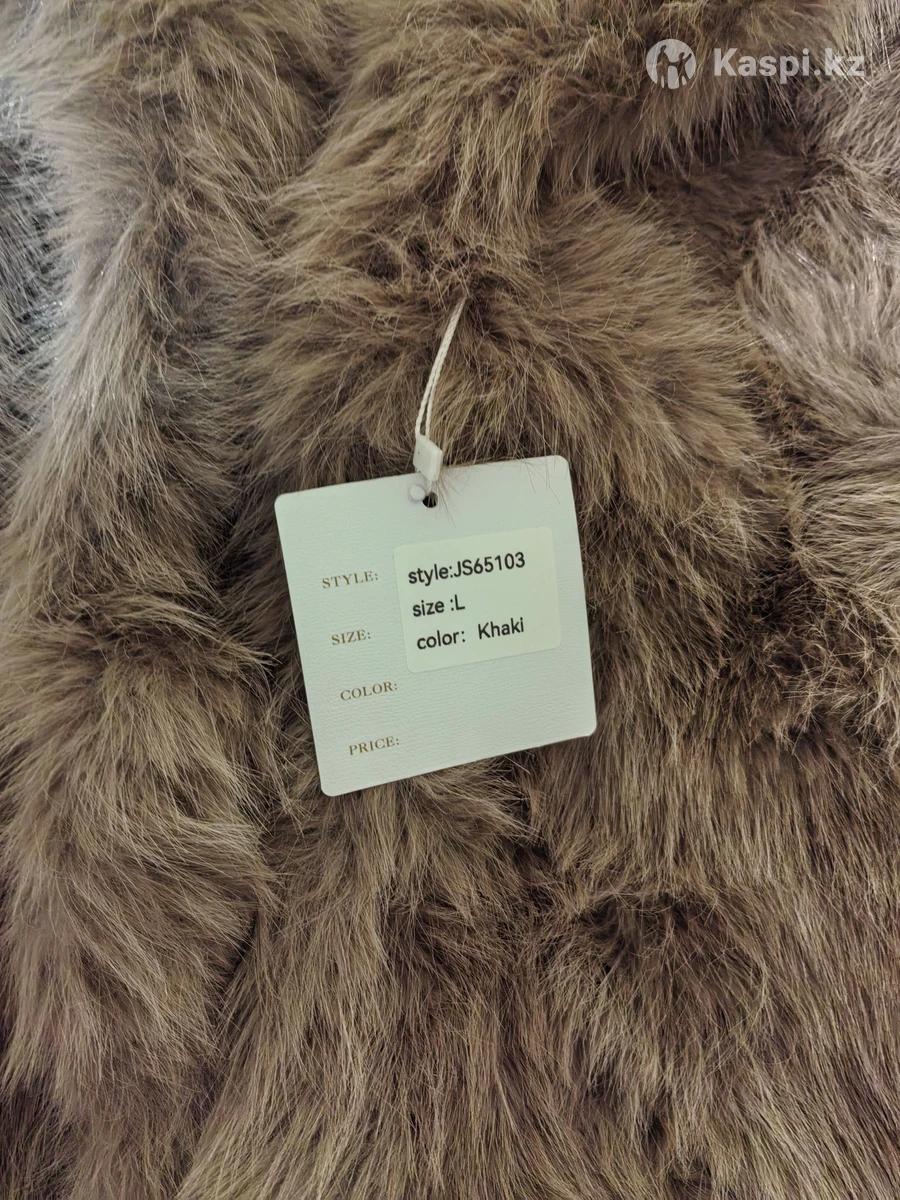 Kaspi.kz
STYLE:
style:JS65103
SIZE:
size :L
color: Khaki
COLOR:
PRICE: